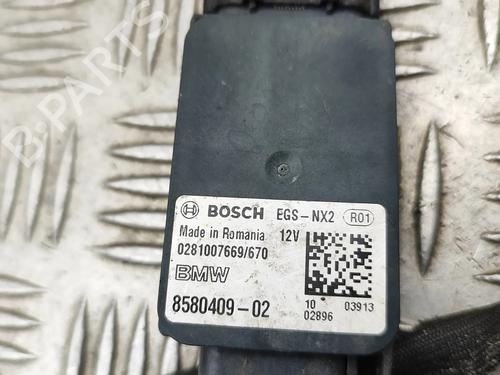 B-PARTS
BOSCH EGS-NX2 R01
Made in Romania 12V
0281007669/670
BMW
8580409-02
10 03913
02896